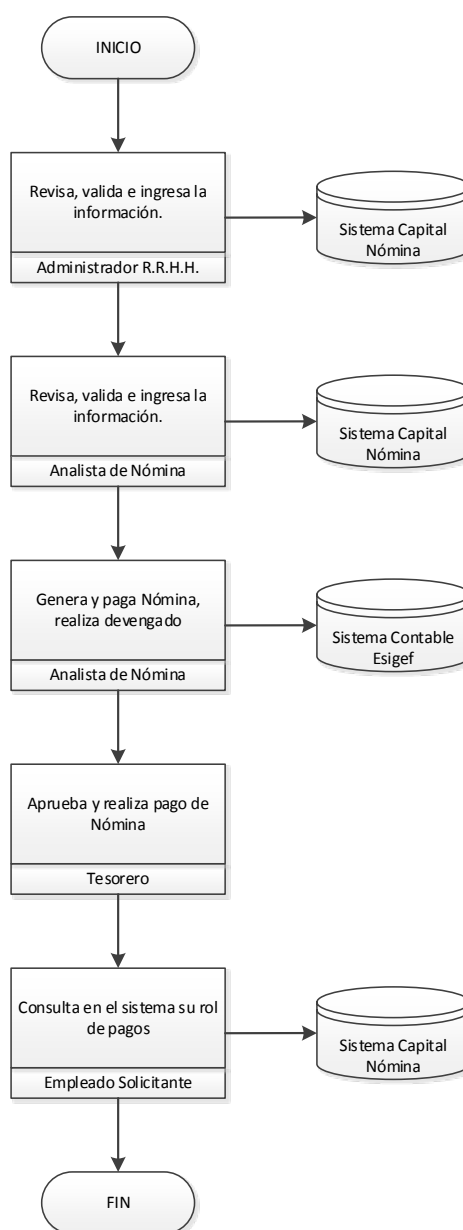 INICIO
Revisa, valida e ingresa la
información.
Administrador R.R.H.H.
Sistema Capital
Nómina
Revisa, valida e ingresa la
información.
Analista de Nómina
Sistema Capital
Nómina
Genera y paga Nómina,
realiza devengado
Analista de Nómina
Sistema Contable
Esigef
Aprueba y realiza pago de
Nómina
Tesorero
Consulta en el sistema su rol
de pagos
Empleado Solicitante
Sistema Capital
Nómina
FIN